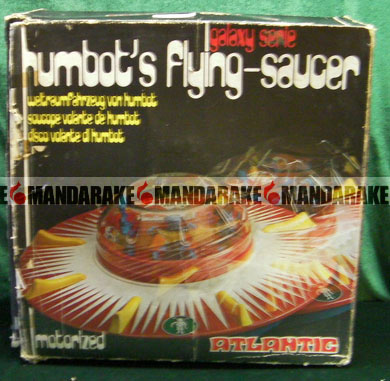 galaxy serie
humbot's flying-saucer
weltraumfahrzeug von humbot
soucope volante de humbot
disco volante di humbot
MANDARAKE MANDARAKE MANDARAKE
motorized
ATLANTIC